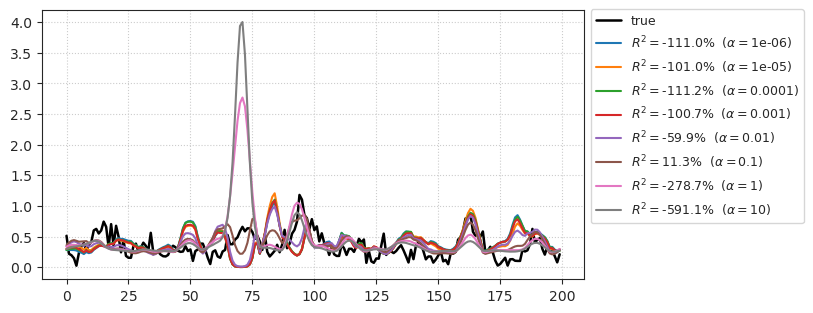 4.0
3.5
3.0
2.5
2.0
1.5
1.0
0.5
0.0
0 25 50 75 100 125 150 175 200
true
R² = -111.0% (α = 1e-06)
R² = -101.0% (α = 1e-05)
R² = -111.2% (α = 0.0001)
R² = -100.7% (α = 0.001)
R² = -59.9% (α = 0.01)
R² = 11.3% (α = 0.1)
R² = -278.7% (α = 1)
R² = -591.1% (α = 10)